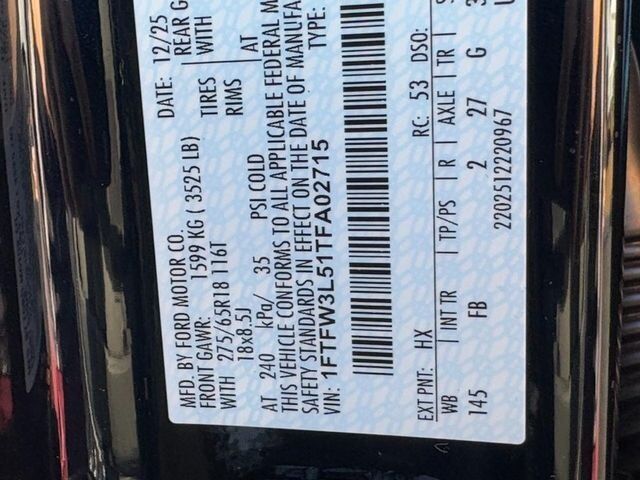 MFD. BY FORD MOTOR CO.
DATE: 12/25
FRONT GAWR: 1599 KG ( 3525 LB)
REAR G
WITH 275/65R18 116T TIRES
WITH
18x8.5J RIMS
AT 240 kPa/ 35 PSI COLD
AT
THIS VEHICLE CONFORMS TO ALL APPLICABLE FEDERAL M
SAFETY STANDARDS IN EFFECT ON THE DATE OF MANUFA
VIN: 1FTFW3L51TFA02715
TYPE:
EXT PNT: HX RC: 53 DSO:
WB | INT TR | TP/PS | R | AXLE | TR | S
145 FB 2 27 G 3
2202512220967